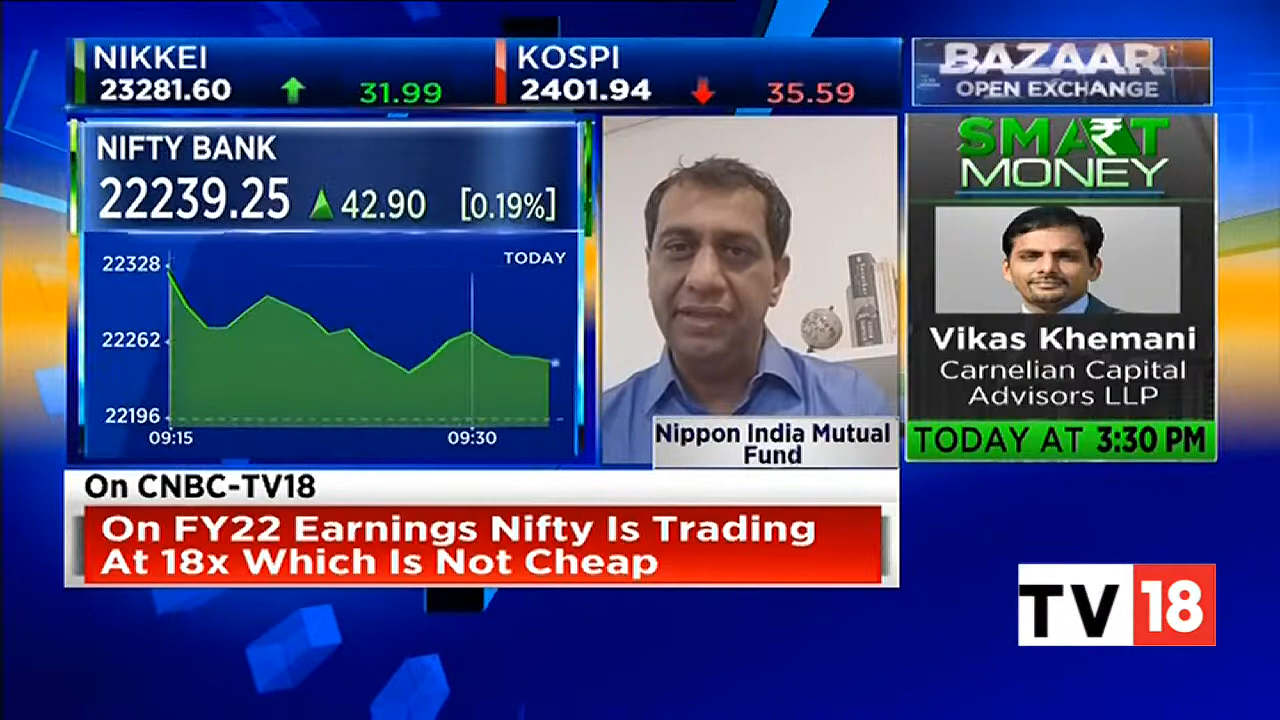 NIKKEI
23281.60 31.99
KOSPI
2401.94 35.59
BAZAAR
OPEN EXCHANGE
NIFTY BANK
22239.25 42.90 [0.19%]
TODAY
22328
22262
22196
09:15 09:30
Nippon India Mutual
Fund
SMA₹T
MONEY
Vikas Khemani
Carnelian Capital
Advisors LLP
TODAY AT 3:30 PM
On CNBC-TV18
On FY22 Earnings Nifty Is Trading
At 18x Which Is Not Cheap
TV18